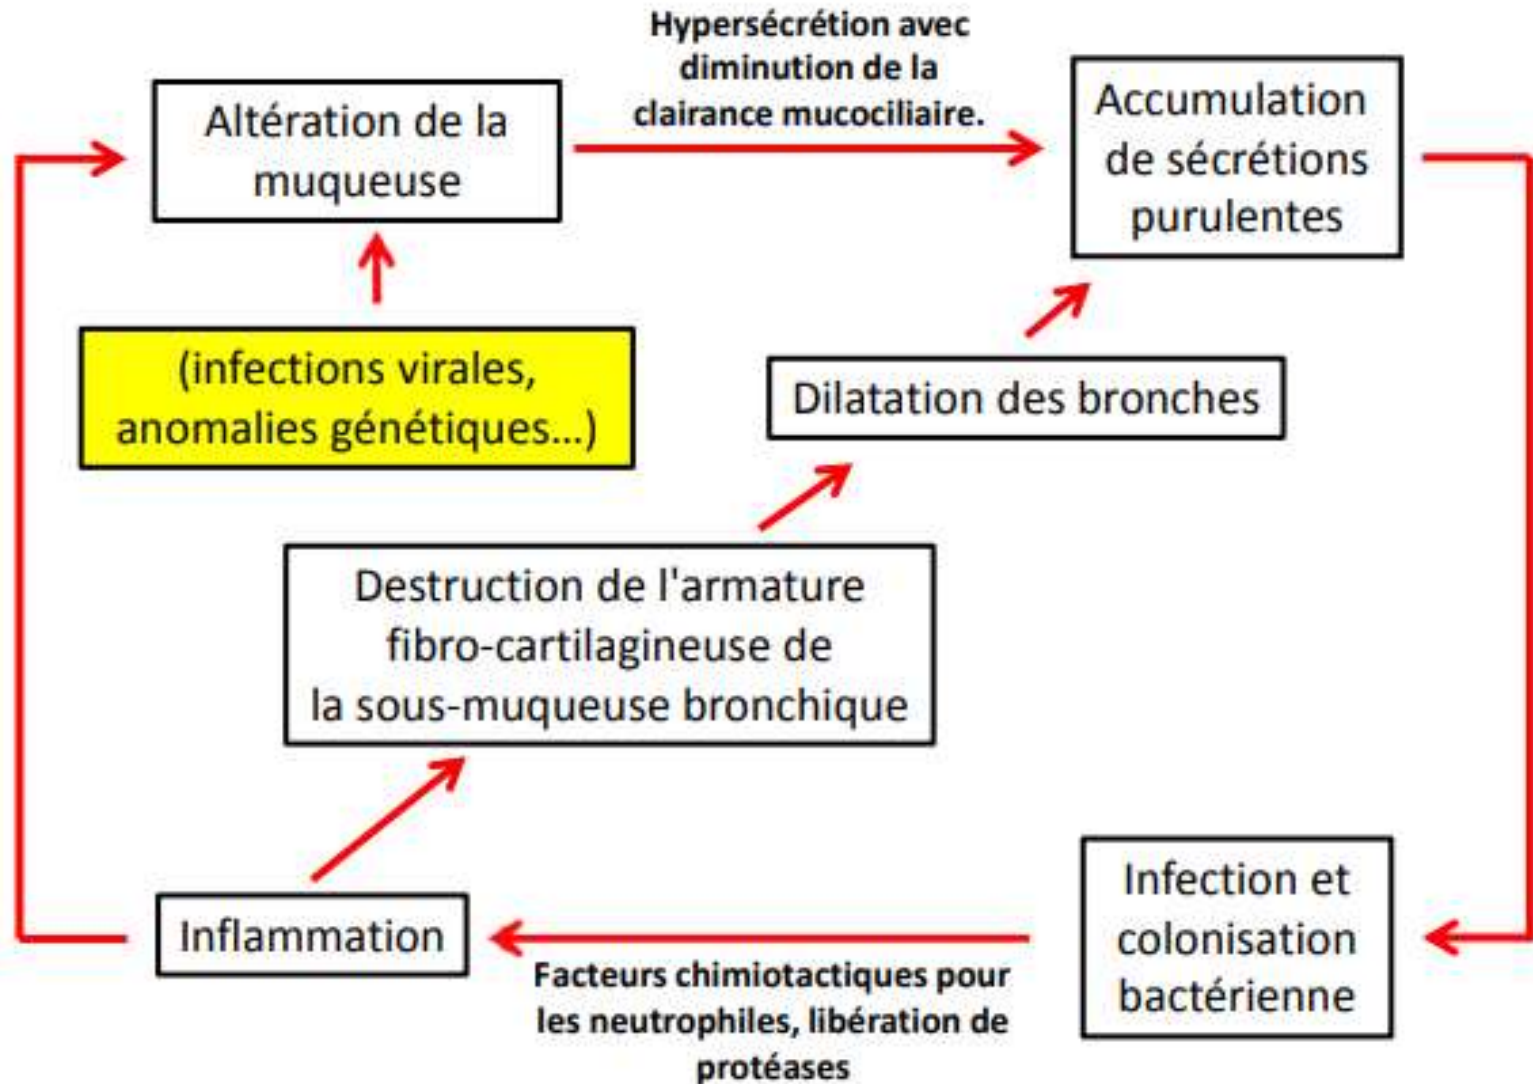 Hypersécrétion avec
diminution de la
clairance mucociliaire.
Altération de la
muqueuse
Accumulation
de sécrétions
purulentes
(infections virales,
anomalies génétiques...)
Dilatation des bronches
Destruction de l'armature
fibro-cartilagineuse de
la sous-muqueuse bronchique
Inflammation
Infection et
colonisation
bactérienne
Facteurs chimiotactiques pour
les neutrophiles, libération de
protéases